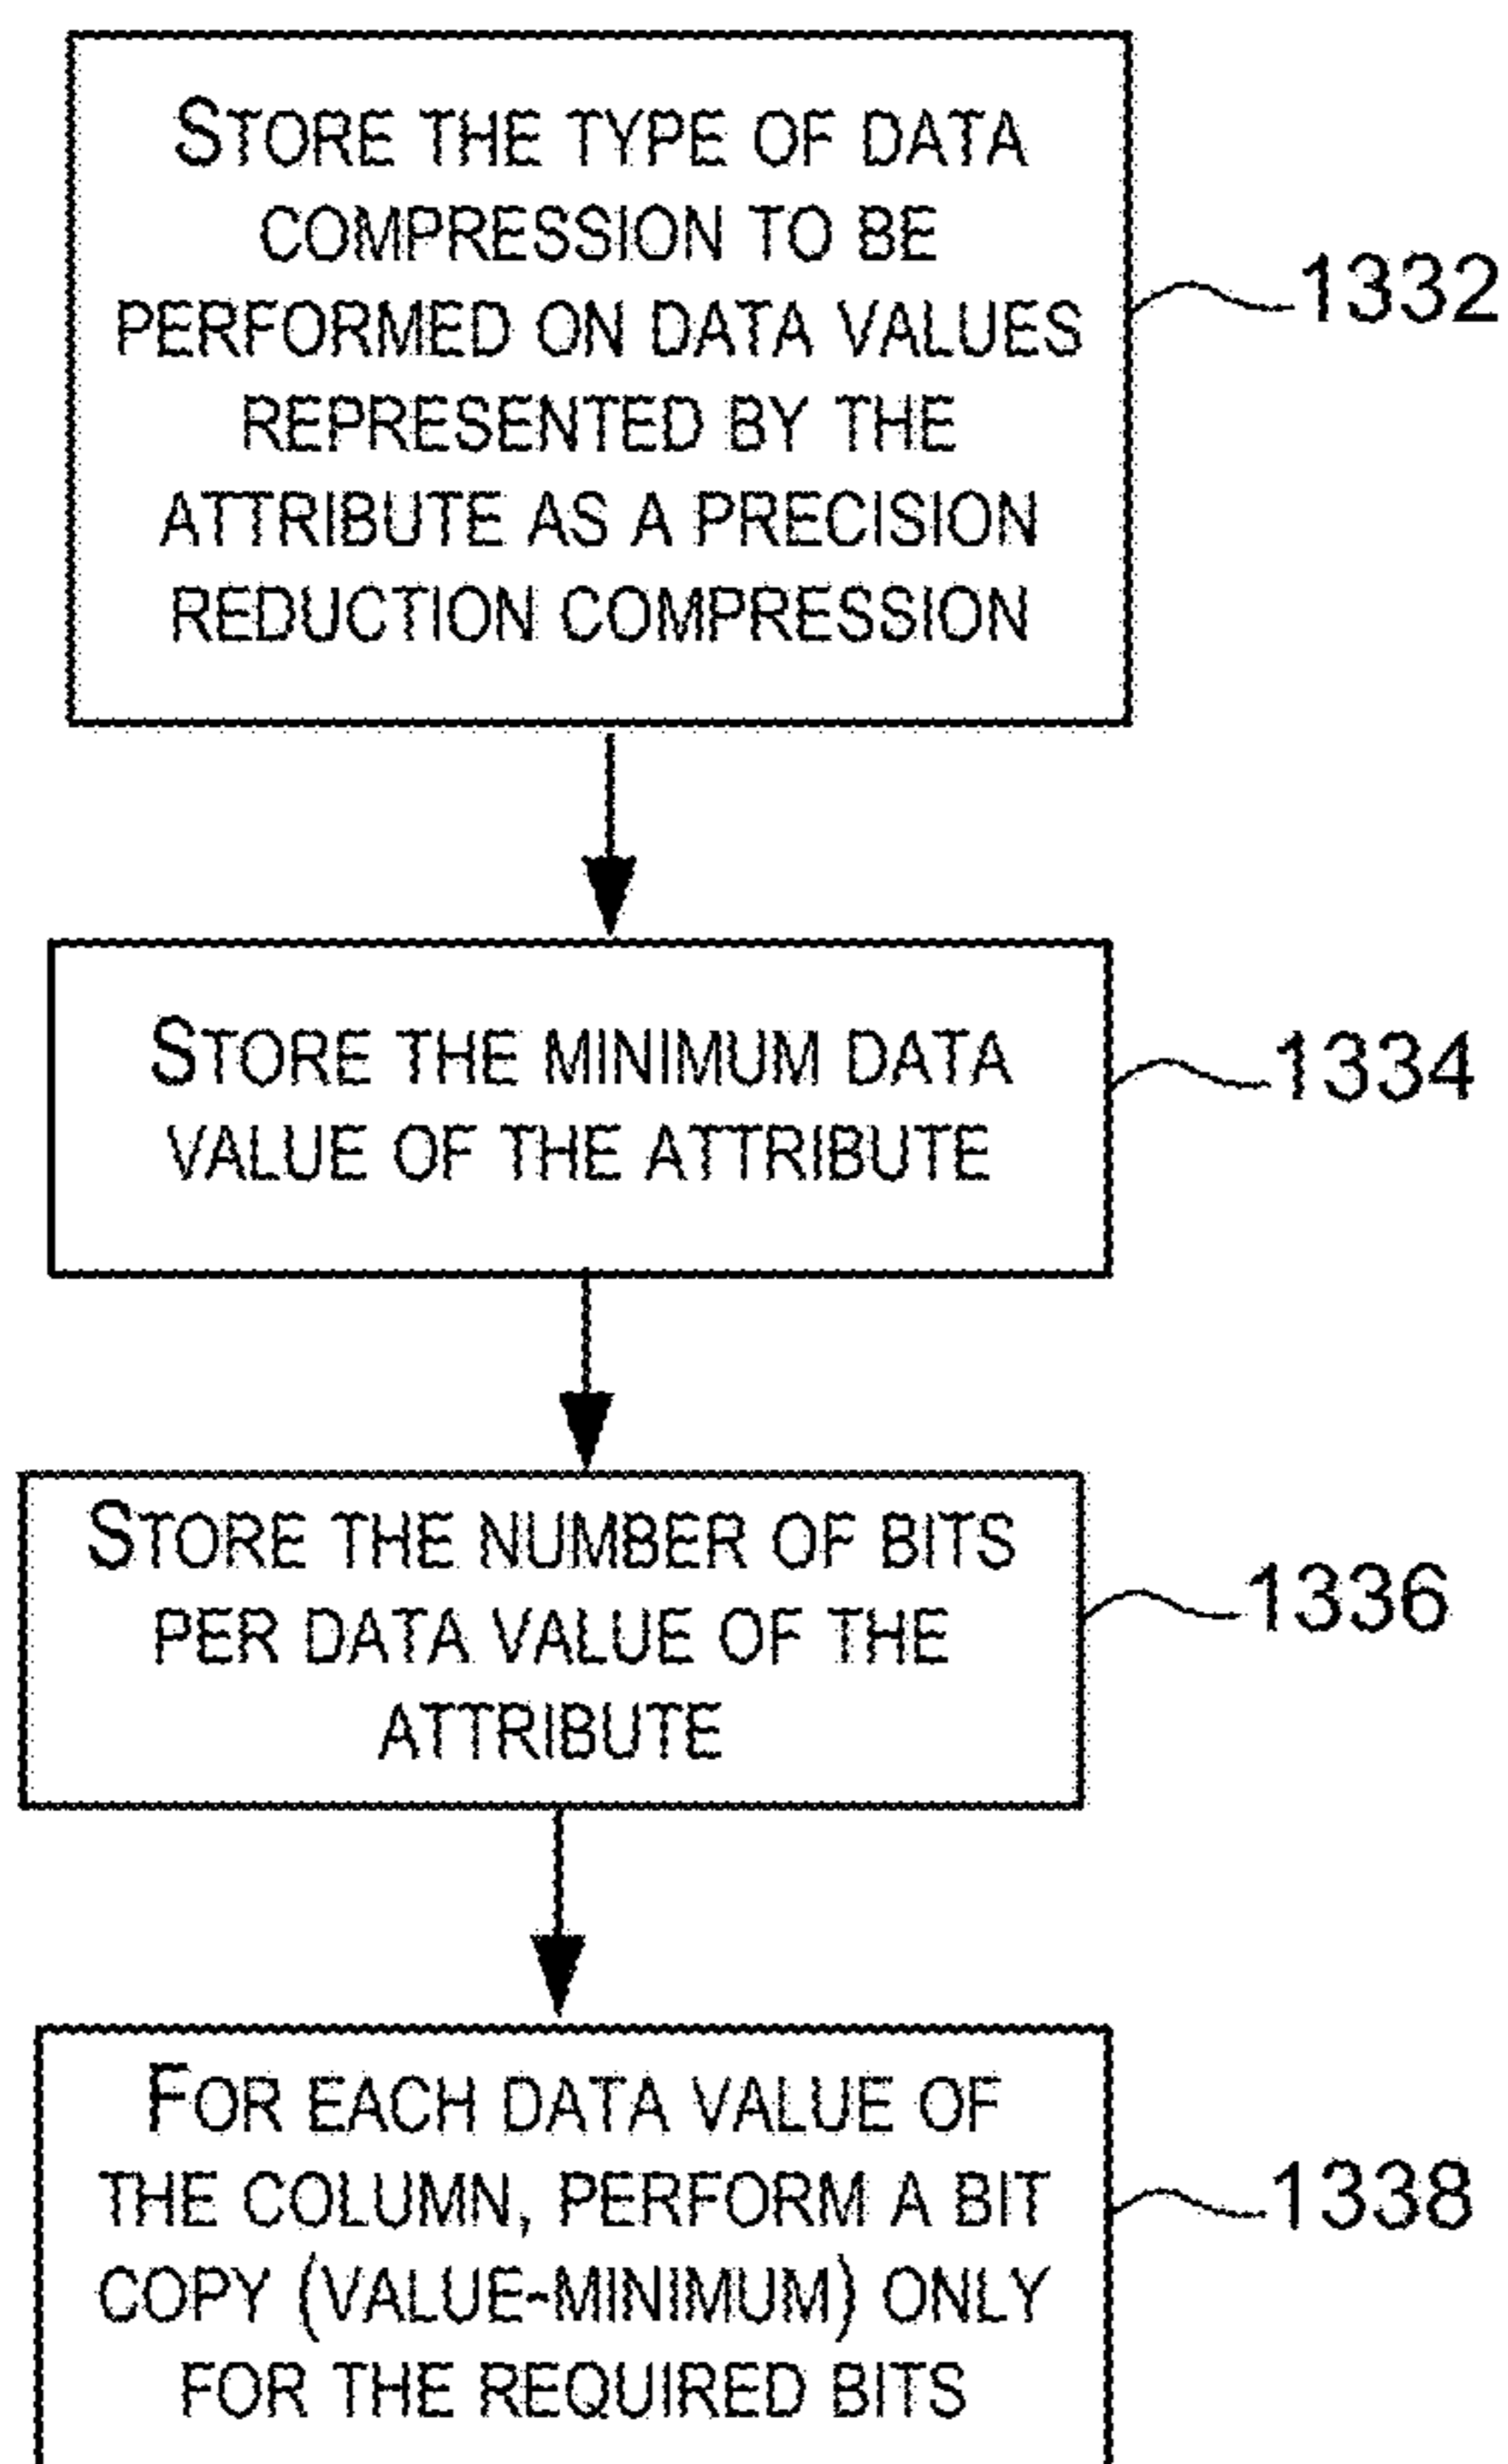 STORE THE TYPE OF DATA
COMPRESSION TO BE
PERFORMED ON DATA VALUES
REPRESENTED BY THE
ATTRIBUTE AS A PRECISION
REDUCTION COMPRESSION
1332
STORE THE MINIMUM DATA
VALUE OF THE ATTRIBUTE
1334
STORE THE NUMBER OF BITS
PER DATA VALUE OF THE
ATTRIBUTE
1336
FOR EACH DATA VALUE OF
THE COLUMN, PERFORM A BIT
COPY (VALUE-MINIMUM) ONLY
FOR THE REQUIRED BITS
1338